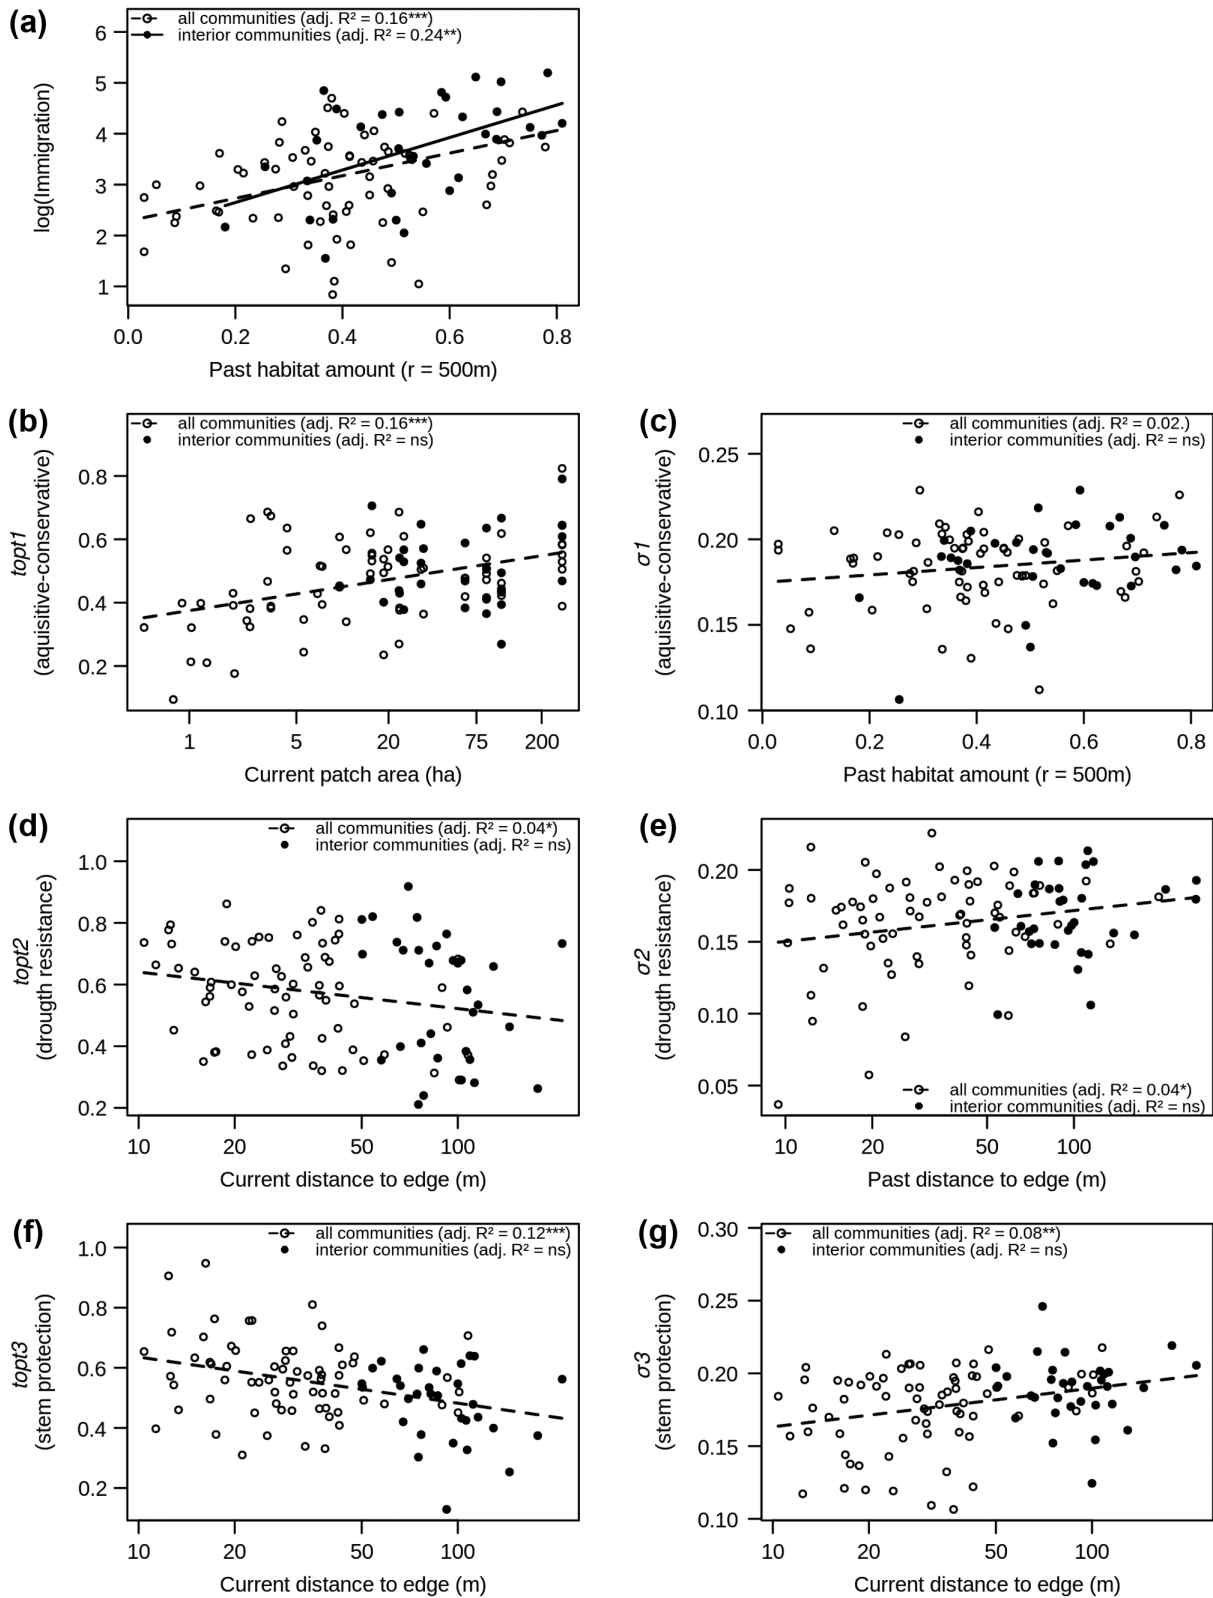 (a)
all communities (adj. R² = 0.16***)
interior communities (adj. R² = 0.24**)
log(Immigration)
6
5
4
3
2
1
0.0 0.2 0.4 0.6 0.8
Past habitat amount (r = 500m)
(b)
all communities (adj. R² = 0.16***)
interior communities (adj. R² = ns)
topt1
(aquisitive-conservative)
0.8
0.6
0.4
0.2
1 5 20 75 200
Current patch area (ha)
(c)
all communities (adj. R² = 0.02.)
interior communities (adj. R² = ns)
σ1
(aquisitive-conservative)
0.25
0.20
0.15
0.10
0.0 0.2 0.4 0.6 0.8
Past habitat amount (r = 500m)
(d)
all communities (adj. R² = 0.04*)
interior communities (adj. R² = ns)
topt2
(drougth resistance)
1.0
0.8
0.6
0.4
0.2
10 20 50 100
Current distance to edge (m)
(e)
σ2
(drougth resistance)
0.20
0.15
0.10
0.05
all communities (adj. R² = 0.04*)
interior communities (adj. R² = ns)
10 20 50 100
Past distance to edge (m)
(f)
all communities (adj. R² = 0.12***)
interior communities (adj. R² = ns)
topt3
(stem protection)
1.0
0.8
0.6
0.4
0.2
10 20 50 100
Current distance to edge (m)
(g)
all communities (adj. R² = 0.08**)
interior communities (adj. R² = ns)
σ3
(stem protection)
0.30
0.25
0.20
0.15
0.10
10 20 50 100
Current distance to edge (m)